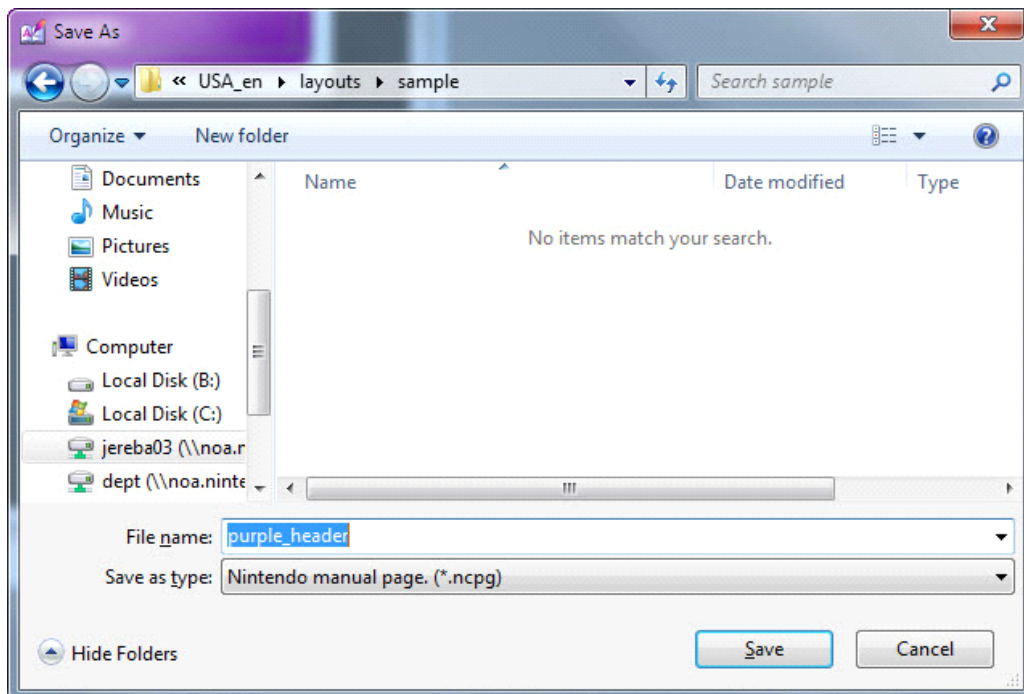 Save As
« USA_en ▸ layouts ▸ sample
Search sample
Organize
New folder
Name
Date modified
Type
No items match your search.
Documents
Music
Pictures
Videos
Computer
Local Disk (B:)
Local Disk (C:)
jereba03 (\\noa.n
dept (\\noa.ninte
File name: purple_header
Save as type: Nintendo manual page. (*.ncpg)
Hide Folders
Save
Cancel